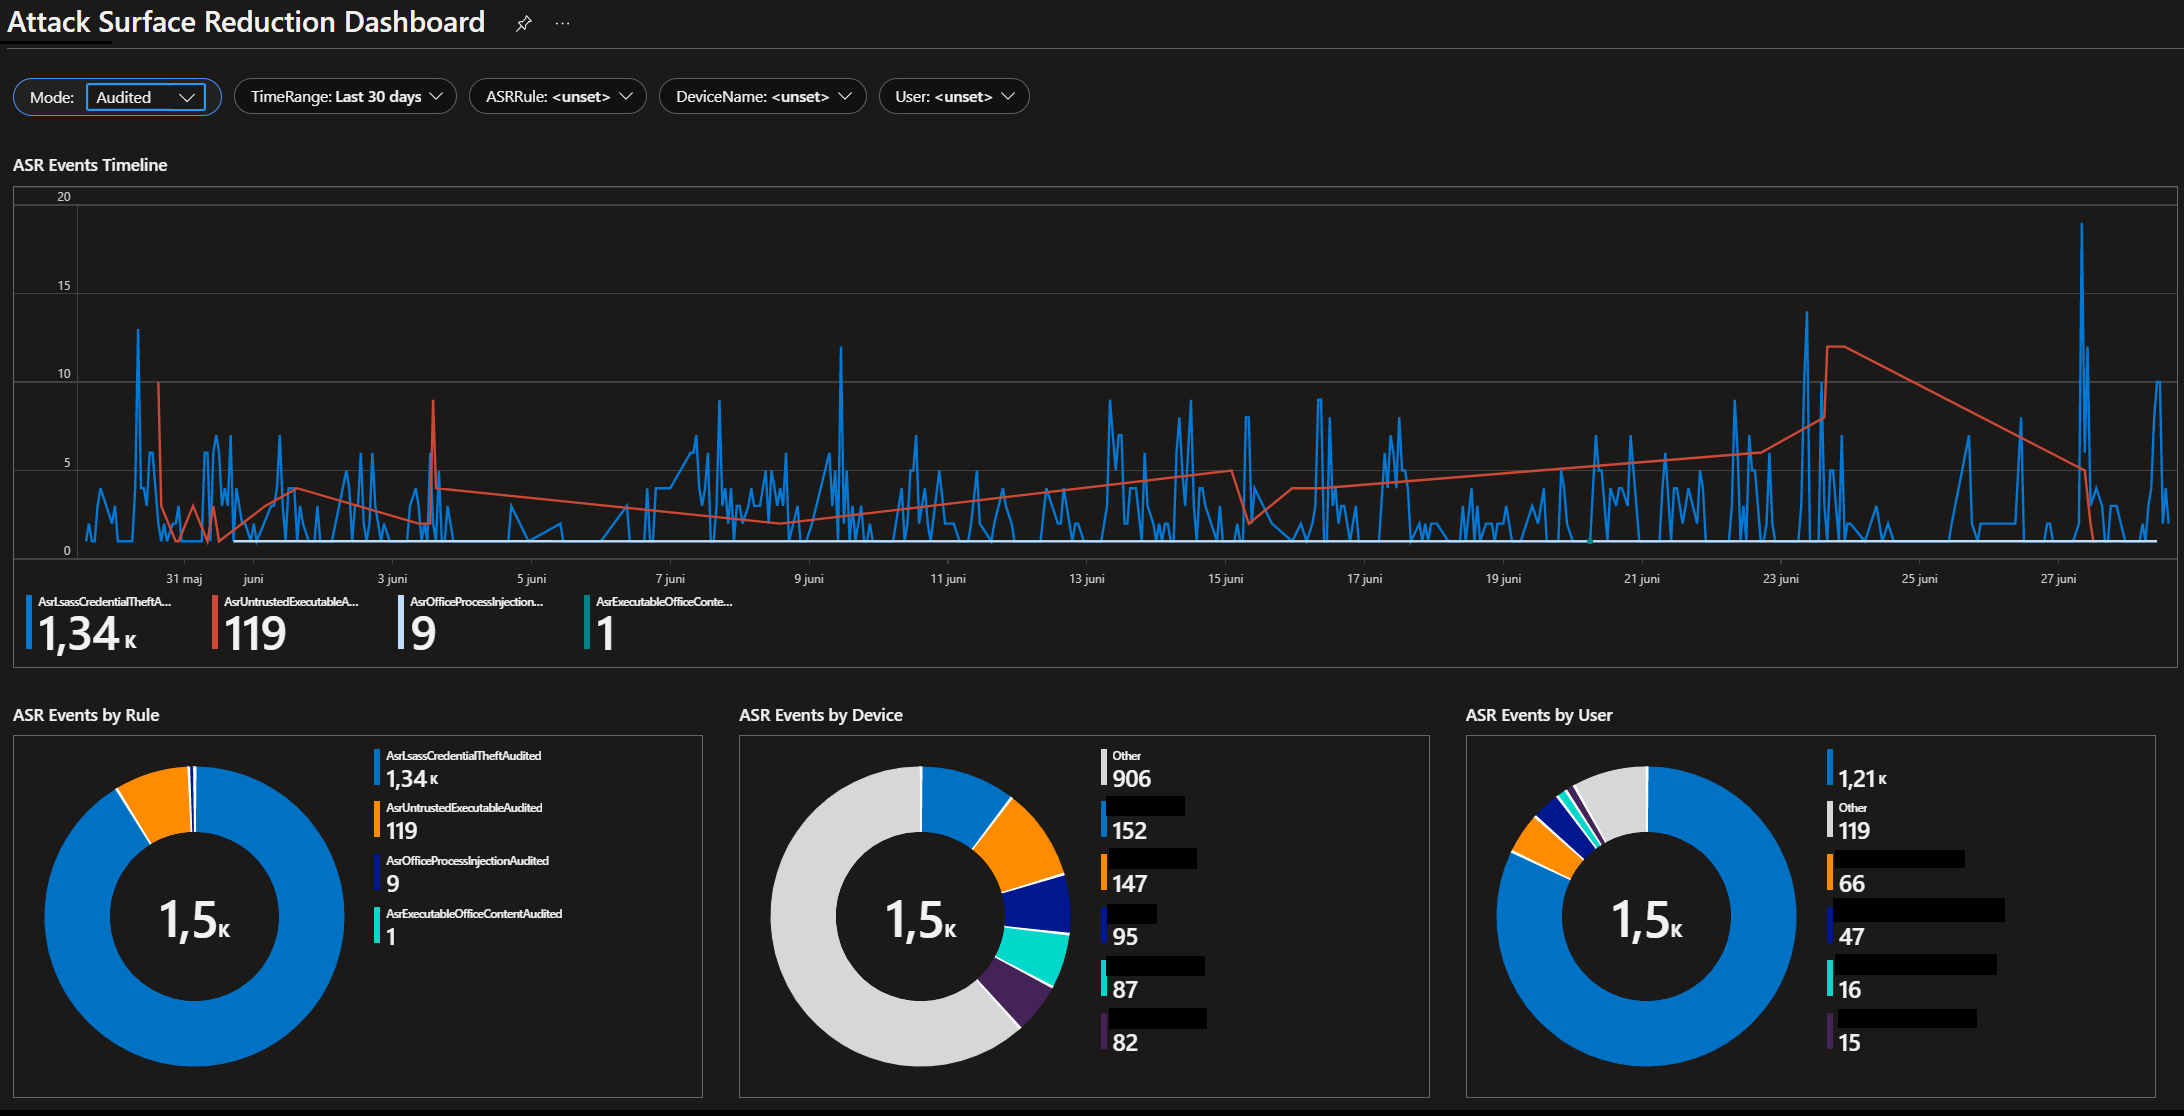 Attack Surface Reduction Dashboard
Mode: Audited
TimeRange: Last 30 days
ASRRule: <unset>
DeviceName: <unset>
User: <unset>
ASR Events Timeline
20
15
10
5
0
31 maj
juni
3 juni
5 juni
7 juni
9 juni
11 juni
13 juni
15 juni
17 juni
19 juni
21 juni
23 juni
25 juni
27 juni
AsrLsassCredentialTheftA...
1,34 K
AsrUntrustedExecutableA...
119
AsrOfficeProcessInjection...
9
AsrExecutableOfficeConte...
1
ASR Events by Rule
1,5K
AsrLsassCredentialTheftAudited
1,34 K
AsrUntrustedExecutableAudited
119
AsrOfficeProcessInjectionAudited
9
AsrExecutableOfficeContentAudited
1
ASR Events by Device
1,5K
Other
906
152
147
95
87
82
ASR Events by User
1,5K
1,21 K
Other
119
66
47
16
15